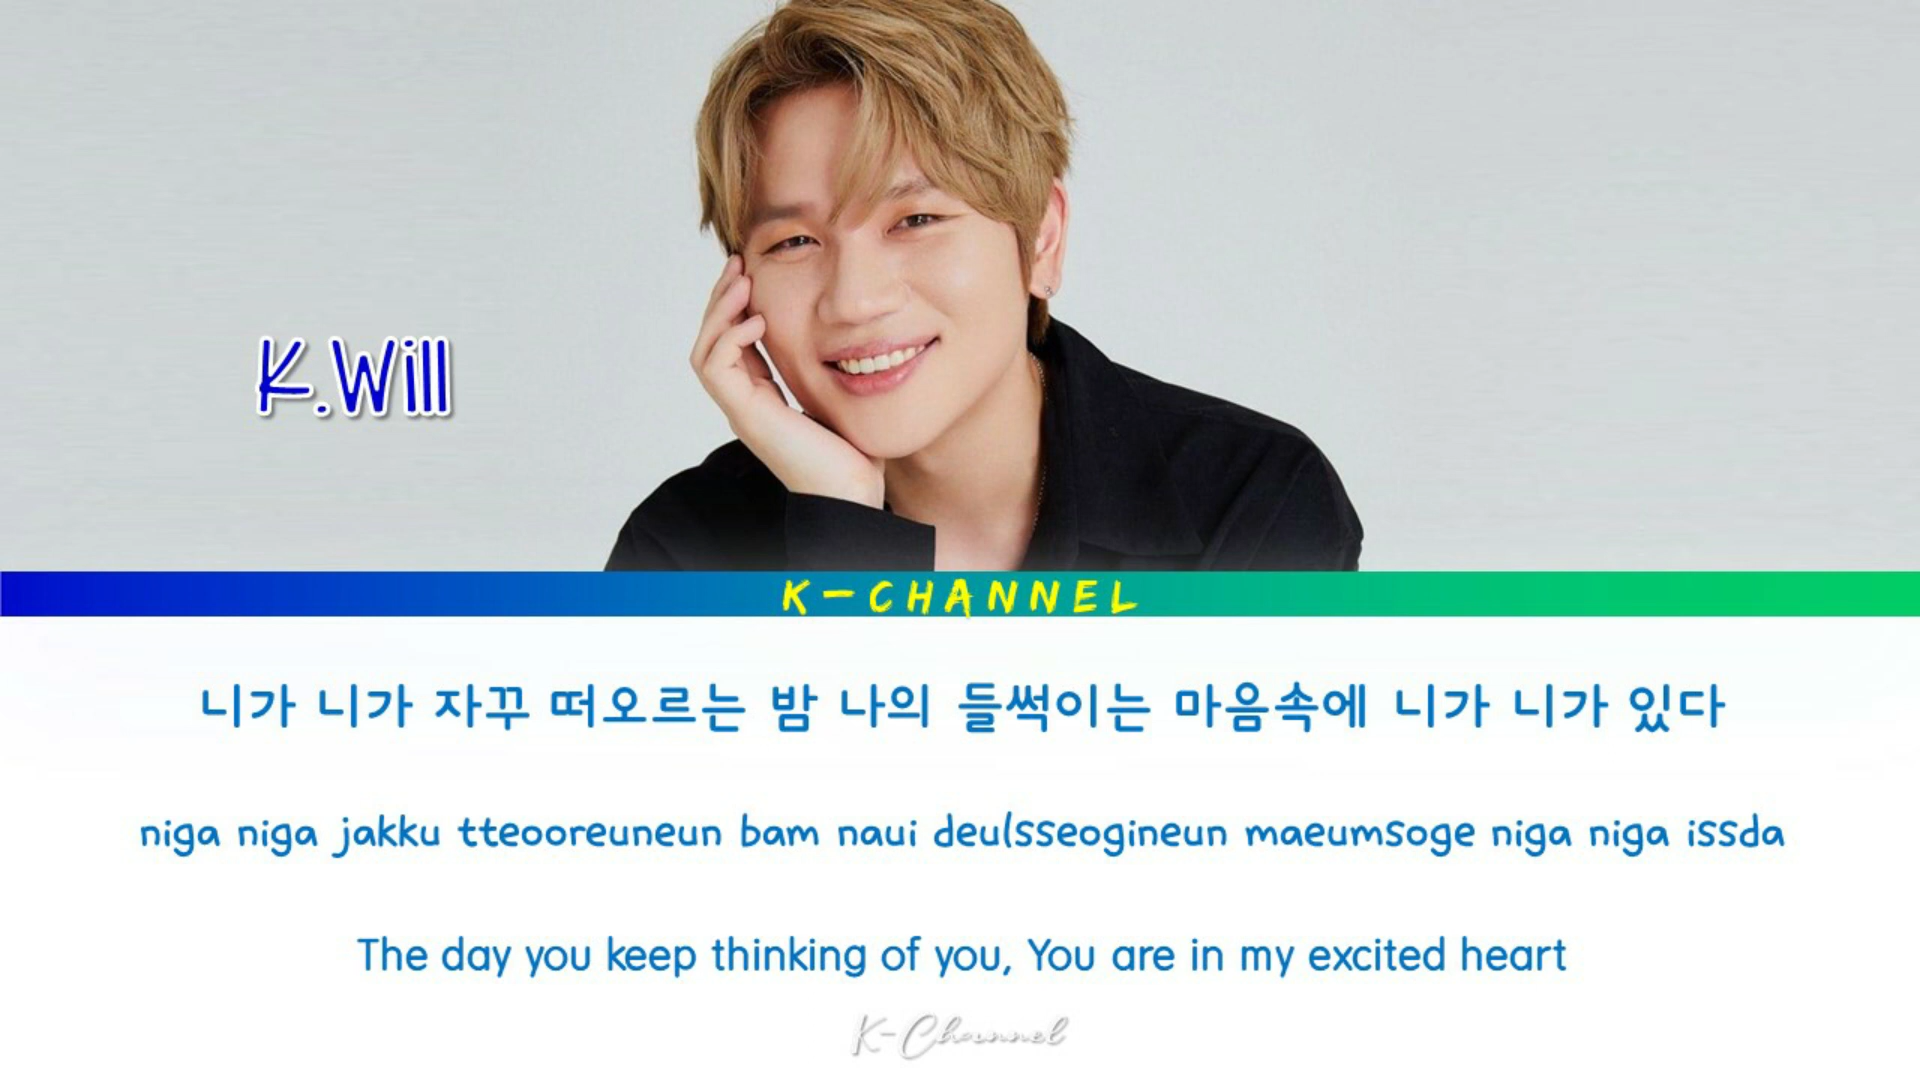 K.Will
K-CHANNEL
니가 니가 자꾸 떠오르는 밤 나의 들썩이는 마음속에 니가 니가 있다
niga niga jakku tteooreuneun bam naui deulsseogineun maeumsoge niga niga issda
The day you keep thinking of you, You are in my excited heart
K-Channel